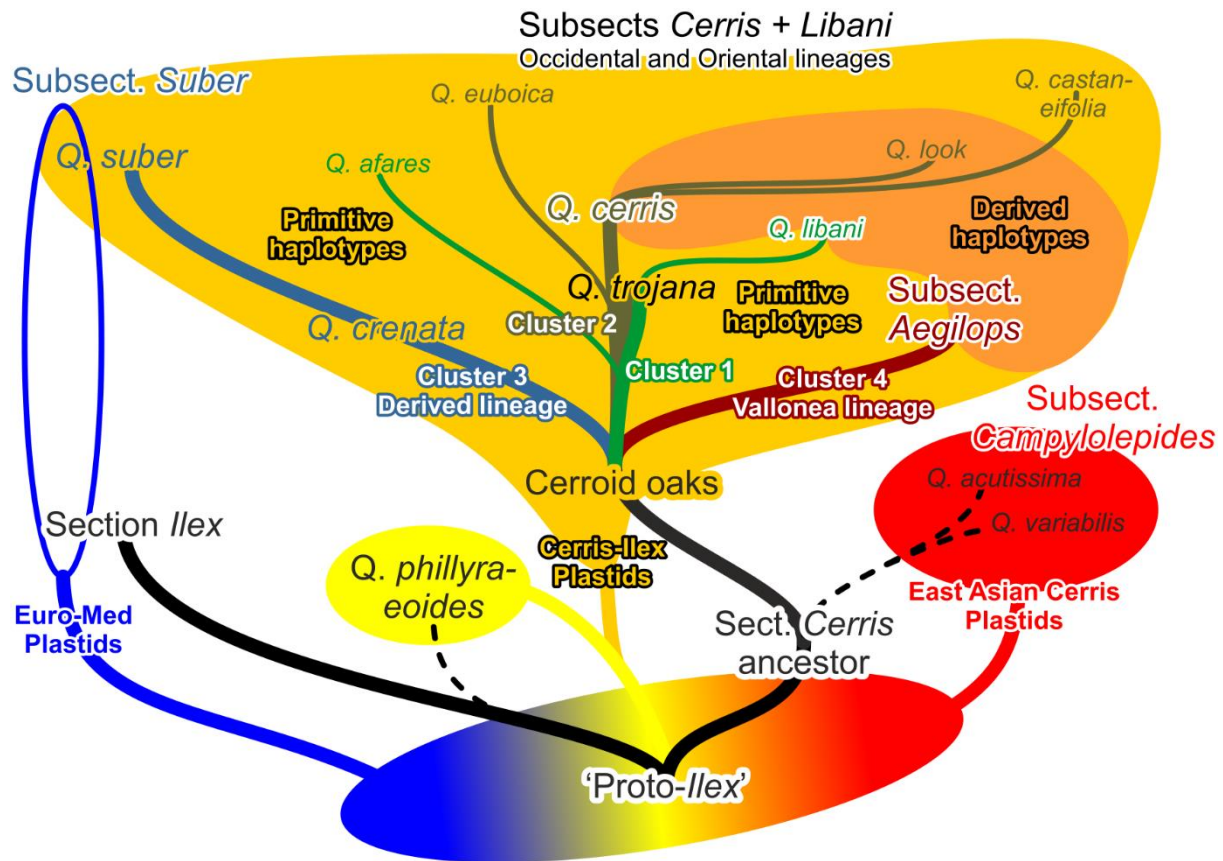 Subsects Cerris + Libani
Occidental and Oriental lineages
Subsect. Suber
Q. euboica
Q. castan-
eifolia
Q. suber
Q. afares
Q. look
Primitive
haplotypes
Q. cerris
Derived
haplotypes
Q. libani
Q. trojana
Primitive
haplotypes
Subsect.
Aegilops
Q. crenata
Cluster 2
Cluster 1
Cluster 3
Derived lineage
Cluster 4
Vallonea lineage
Subsect.
Campylolepides
Cerroid oaks
Q. acutissima
Q. variabilis
Section Ilex
Cerris-Ilex
Plastids
Q. phillyra-
eoides
East Asian Cerris
Plastids
Euro-Med
Plastids
Sect. Cerris
ancestor
‘Proto-Ilex’